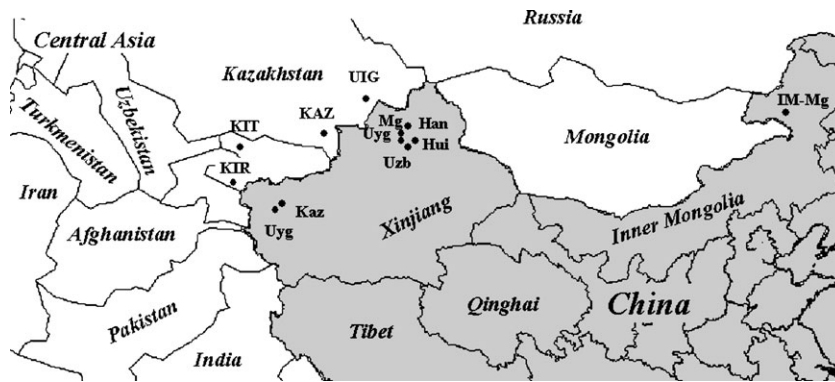 Russia
Central Asia
Kazakhstan
UIG
Turkmenistan
Uzbekistan
KAZ
Mg
Han
IM-Mg
KIT
Uyg
Hui
Mongolia
Uzb
KIR
Iran
Kaz
Xinjiang
Inner Mongolia
Uyg
Afghanistan
Qinghai
China
Pakistan
Tibet
India